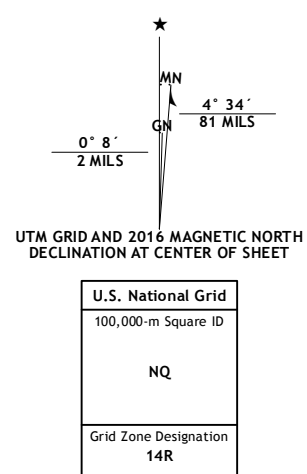 MN
4° 34´
81 MILS
GN
0° 8´
2 MILS
UTM GRID AND 2016 MAGNETIC NORTH
DECLINATION AT CENTER OF SHEET
U.S. National Grid
100,000-m Square ID
NQ
Grid Zone Designation
14R